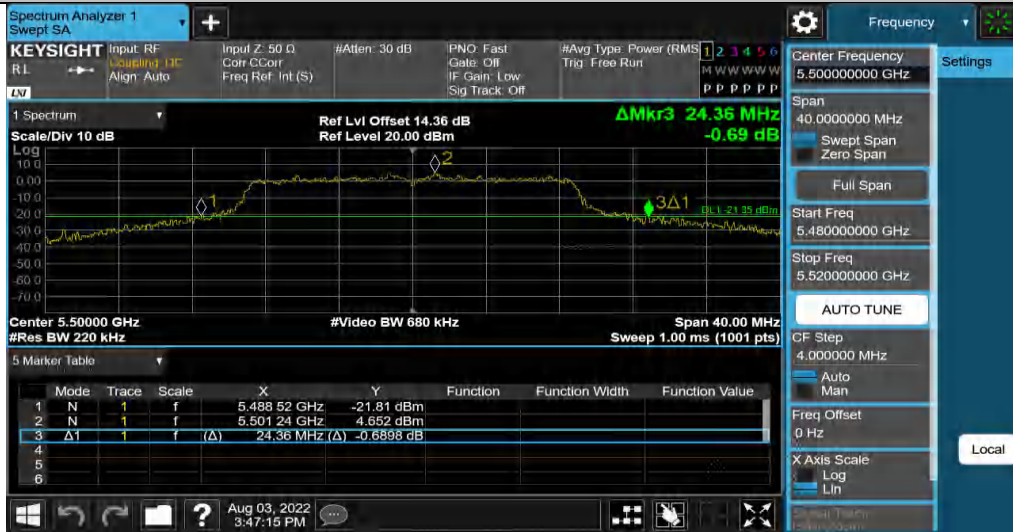 Spectrum Analyzer 1
Swept SA
Frequency
KEYSIGHT
RL
LXI
Input: RF
Coupling: DC
Align: Auto
Input Z: 50 Ω
Corr CCorr
Freq Ref: Int (S)
#Atten: 30 dB
PNO: Fast
Gate: Off
IF Gain: Low
Sig Track: Off
#Avg Type: Power (RMS
Trig: Free Run
1 2 3 4 5 6
M W W W W W
P P P P P P
1 Spectrum
Scale/Div 10 dB
Ref Lvl Offset 14.36 dB
Ref Level 20.00 dBm
ΔMkr3 24.36 MHz
-0.69 dB
Log
10.0
0.00
-10.0
-20.0
-30.0
-40.0
-50.0
-60.0
-70.0
1
2
3Δ1
DL1 -21.35 dBm
Center 5.50000 GHz
#Video BW 680 kHz
Span 40.00 MHz
#Res BW 220 kHz
Sweep 1.00 ms (1001 pts)
5 Marker Table
Mode Trace Scale X Y Function Function Width Function Value
1 N 1 f 5.488 52 GHz -21.81 dBm
2 N 1 f 5.501 24 GHz 4.652 dBm
3 Δ1 1 f (Δ) 24.36 MHz (Δ) -0.6898 dB
4
5
6
Aug 03, 2022
3:47:15 PM
?
Center Frequency
5.500000000 GHz
Span
40.0000000 MHz
Swept Span
Zero Span
Full Span
Start Freq
5.480000000 GHz
Stop Freq
5.520000000 GHz
AUTO TUNE
CF Step
4.000000 MHz
Auto
Man
Freq Offset
0 Hz
X Axis Scale
Log
Lin
Settings
Local